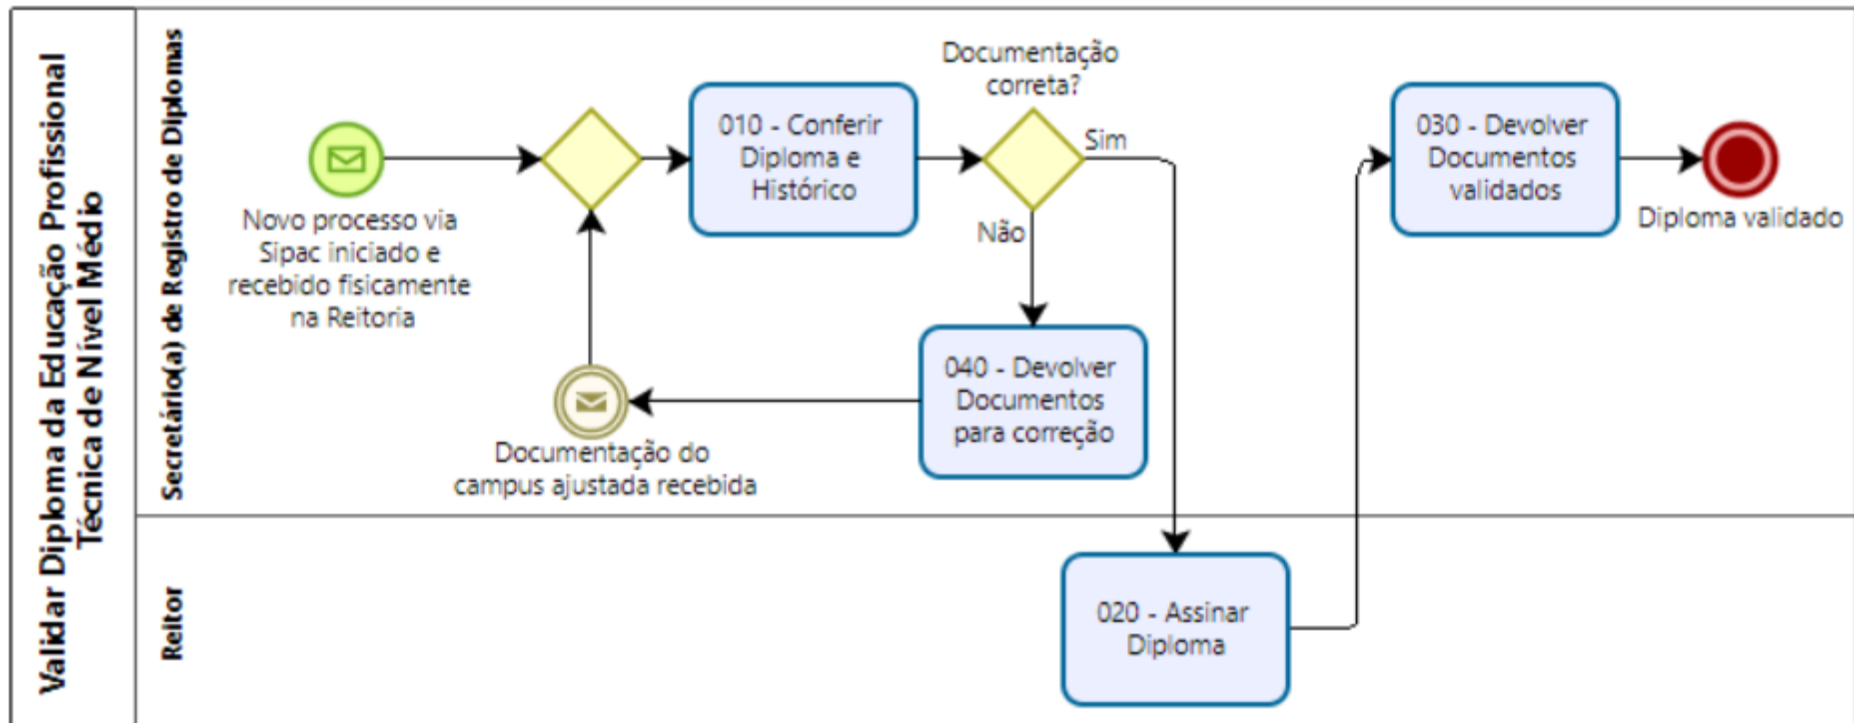 Validar Diploma da Educação Profissional
Técnica de Nível Médio
Secretário(a) de Registro de Diplomas
Novo processo via
Sipac iniciado e
recebido fisicamente
na Reitoria
010 - Conferir
Diploma e
Histórico
Documentação
correta?
Sim
Não
040 - Devolver
Documentos
para correção
Documentação do
campus ajustada recebida
030 - Devolver
Documentos
validados
Diploma validado
Reitor
020 - Assinar
Diploma